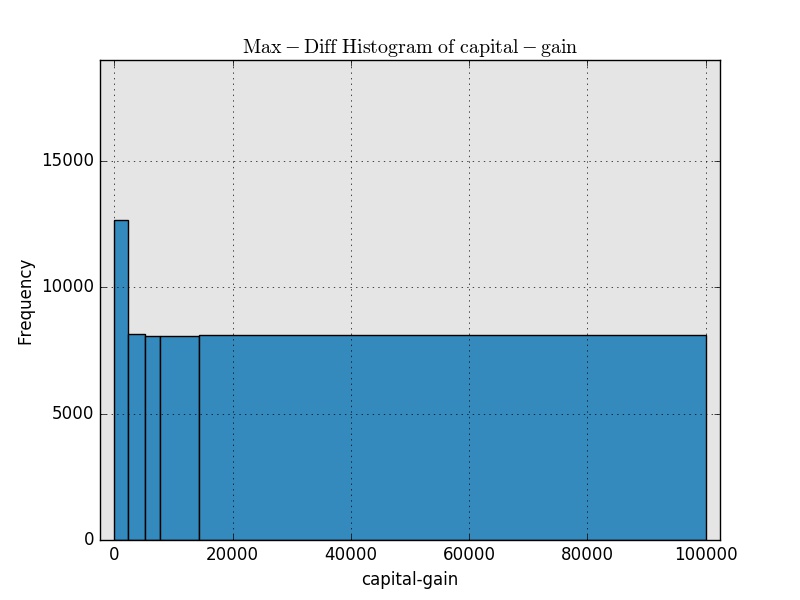 Max − Diff Histogram of capital − gain
15000
10000
5000
0
Frequency
0 20000 40000 60000 80000 100000
capital-gain